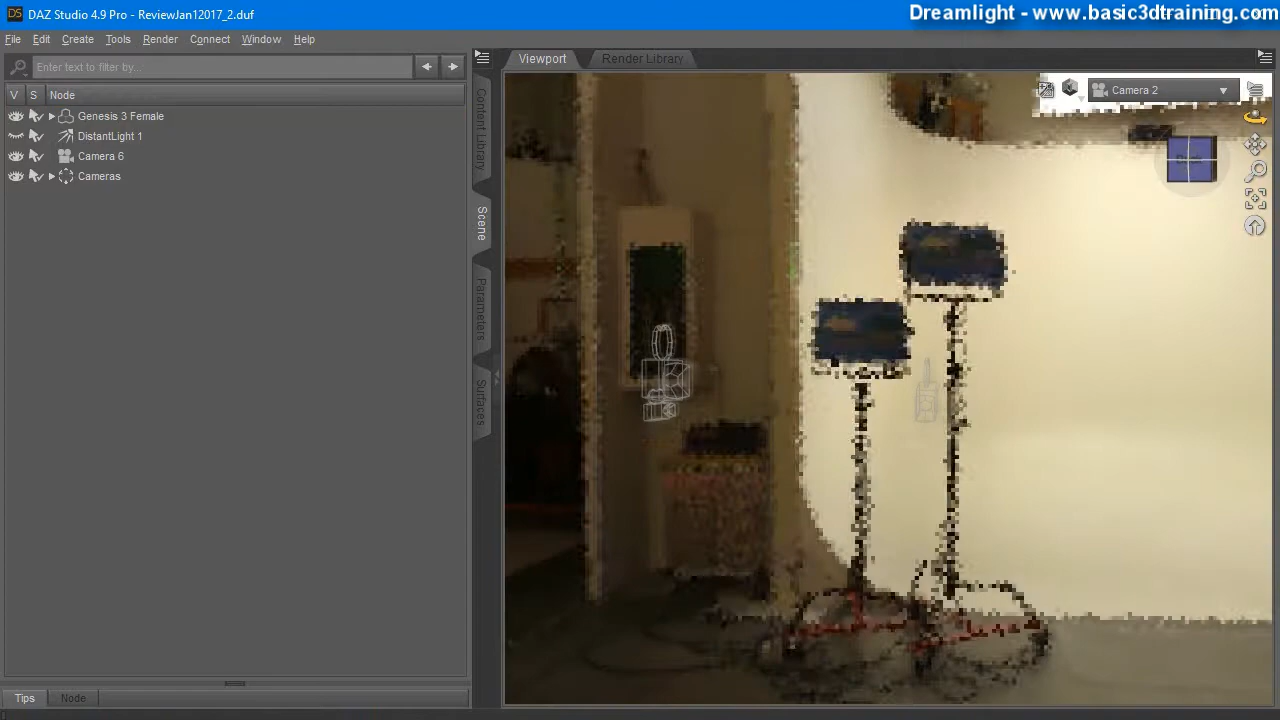 DS DAZ Studio 4.9 Pro - ReviewJan12017_2.duf
Dreamlight - www.basic3dtraining.com
File Edit Create Tools Render Connect Window Help
Enter text to filter by...
Viewport
Render Library
V S Node
Camera 2
Genesis 3 Female
DistantLight 1
Camera 6
Cameras
Content Library
Scene
Parameters
Surfaces
Tips
Node